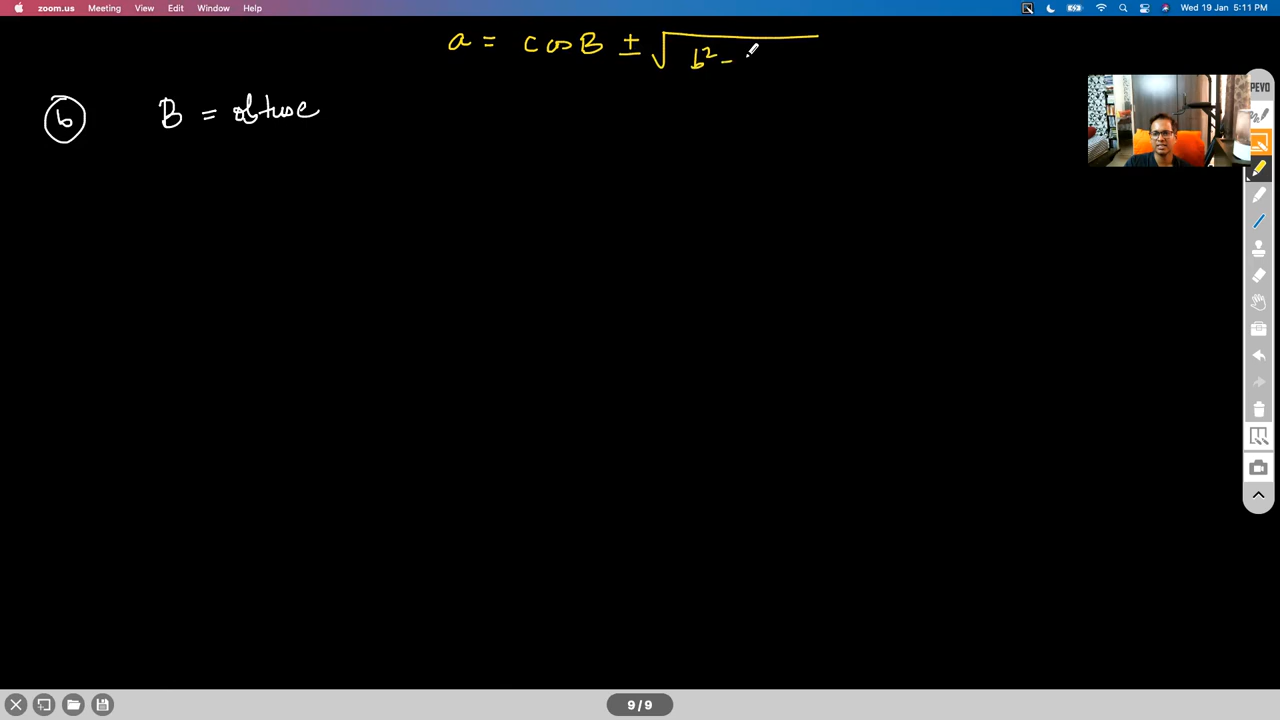 zoom.us Meeting View Edit Window Help Wed 19 Jan 5:11 PM
a = c cos B ± √ b² -
b B = obtuse
9 / 9